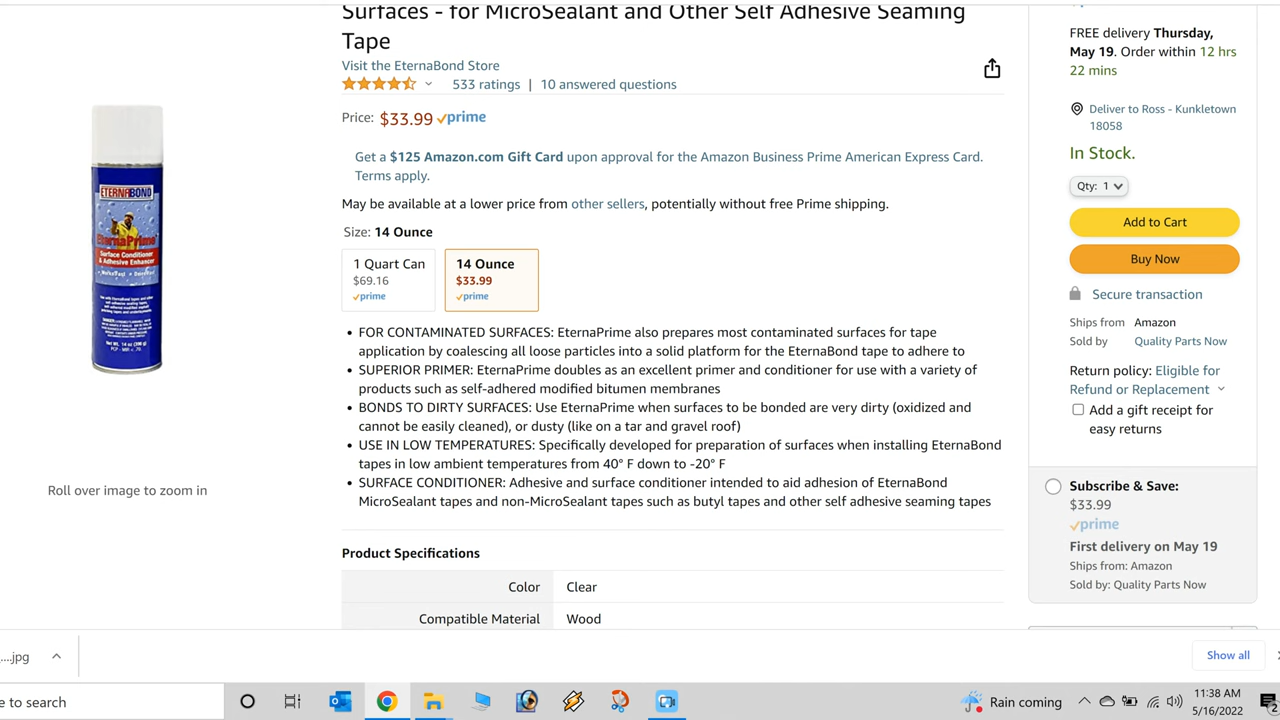 Surfaces - for MicroSealant and Other Self Adhesive Seaming
Tape
Visit the EternaBond Store
533 ratings | 10 answered questions
Price: $33.99 prime
Get a $125 Amazon.com Gift Card upon approval for the Amazon Business Prime American Express Card.
Terms apply.
May be available at a lower price from other sellers, potentially without free Prime shipping.
Size: 14 Ounce
1 Quart Can
$69.16
prime
14 Ounce
$33.99
prime
• FOR CONTAMINATED SURFACES: EternaPrime also prepares most contaminated surfaces for tape
application by coalescing all loose particles into a solid platform for the EternaBond tape to adhere to
• SUPERIOR PRIMER: EternaPrime doubles as an excellent primer and conditioner for use with a variety of
products such as self-adhered modified bitumen membranes
• BONDS TO DIRTY SURFACES: Use EternaPrime when surfaces to be bonded are very dirty (oxidized and
cannot be easily cleaned), or dusty (like on a tar and gravel roof)
• USE IN LOW TEMPERATURES: Specifically developed for preparation of surfaces when installing EternaBond
tapes in low ambient temperatures from 40° F down to -20° F
• SURFACE CONDITIONER: Adhesive and surface conditioner intended to aid adhesion of EternaBond
MicroSealant tapes and non-MicroSealant tapes such as butyl tapes and other self adhesive seaming tapes
Product Specifications
Color Clear
Compatible Material Wood
ETERNABOND
EternaPrime
Surface Conditioner
& Adhesive Enhancer
Roll over image to zoom in
FREE delivery Thursday,
May 19. Order within 12 hrs
22 mins
Deliver to Ross - Kunkletown
18058
In Stock.
Qty: 1
Add to Cart
Buy Now
Secure transaction
Ships from Amazon
Sold by Quality Parts Now
Return policy: Eligible for
Refund or Replacement
Add a gift receipt for
easy returns
Subscribe & Save:
$33.99
prime
First delivery on May 19
Ships from: Amazon
Sold by: Quality Parts Now
....jpg
Show all
e to search
Rain coming
11:38 AM
5/16/2022
2